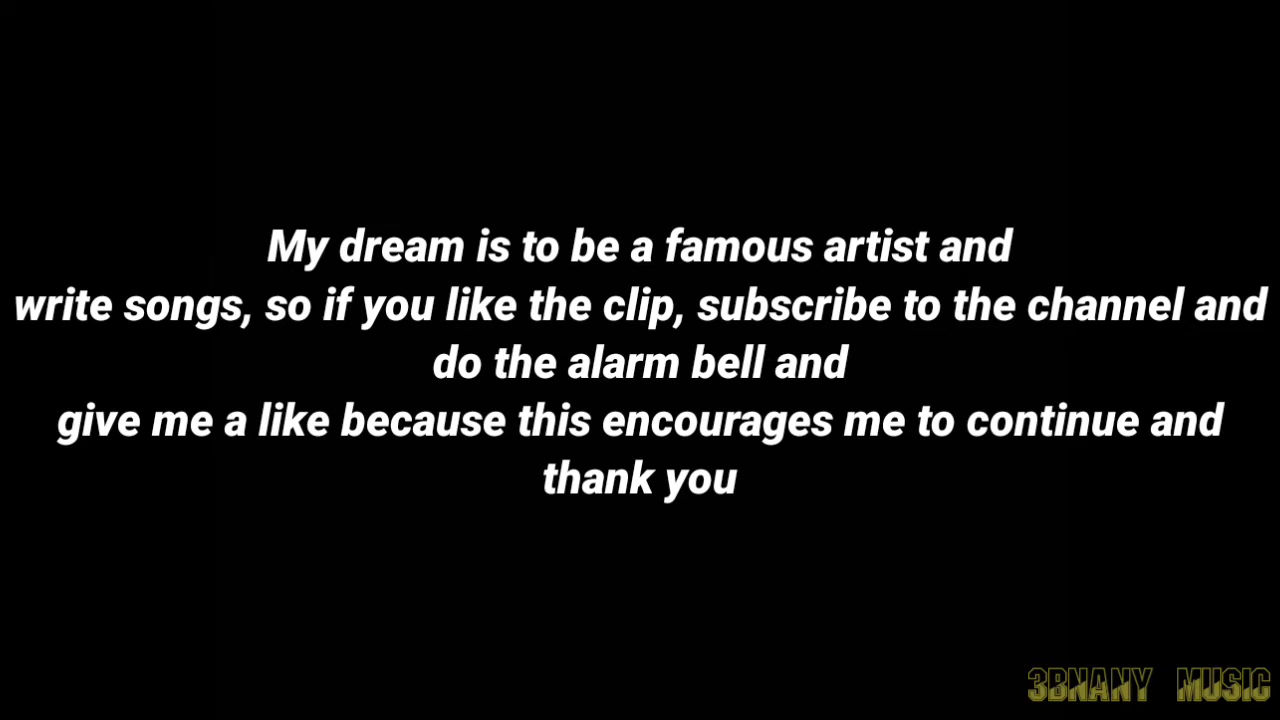 My dream is to be a famous artist and
write songs, so if you like the clip, subscribe to the channel and
do the alarm bell and
give me a like because this encourages me to continue and
thank you
3BNANY MUSIC